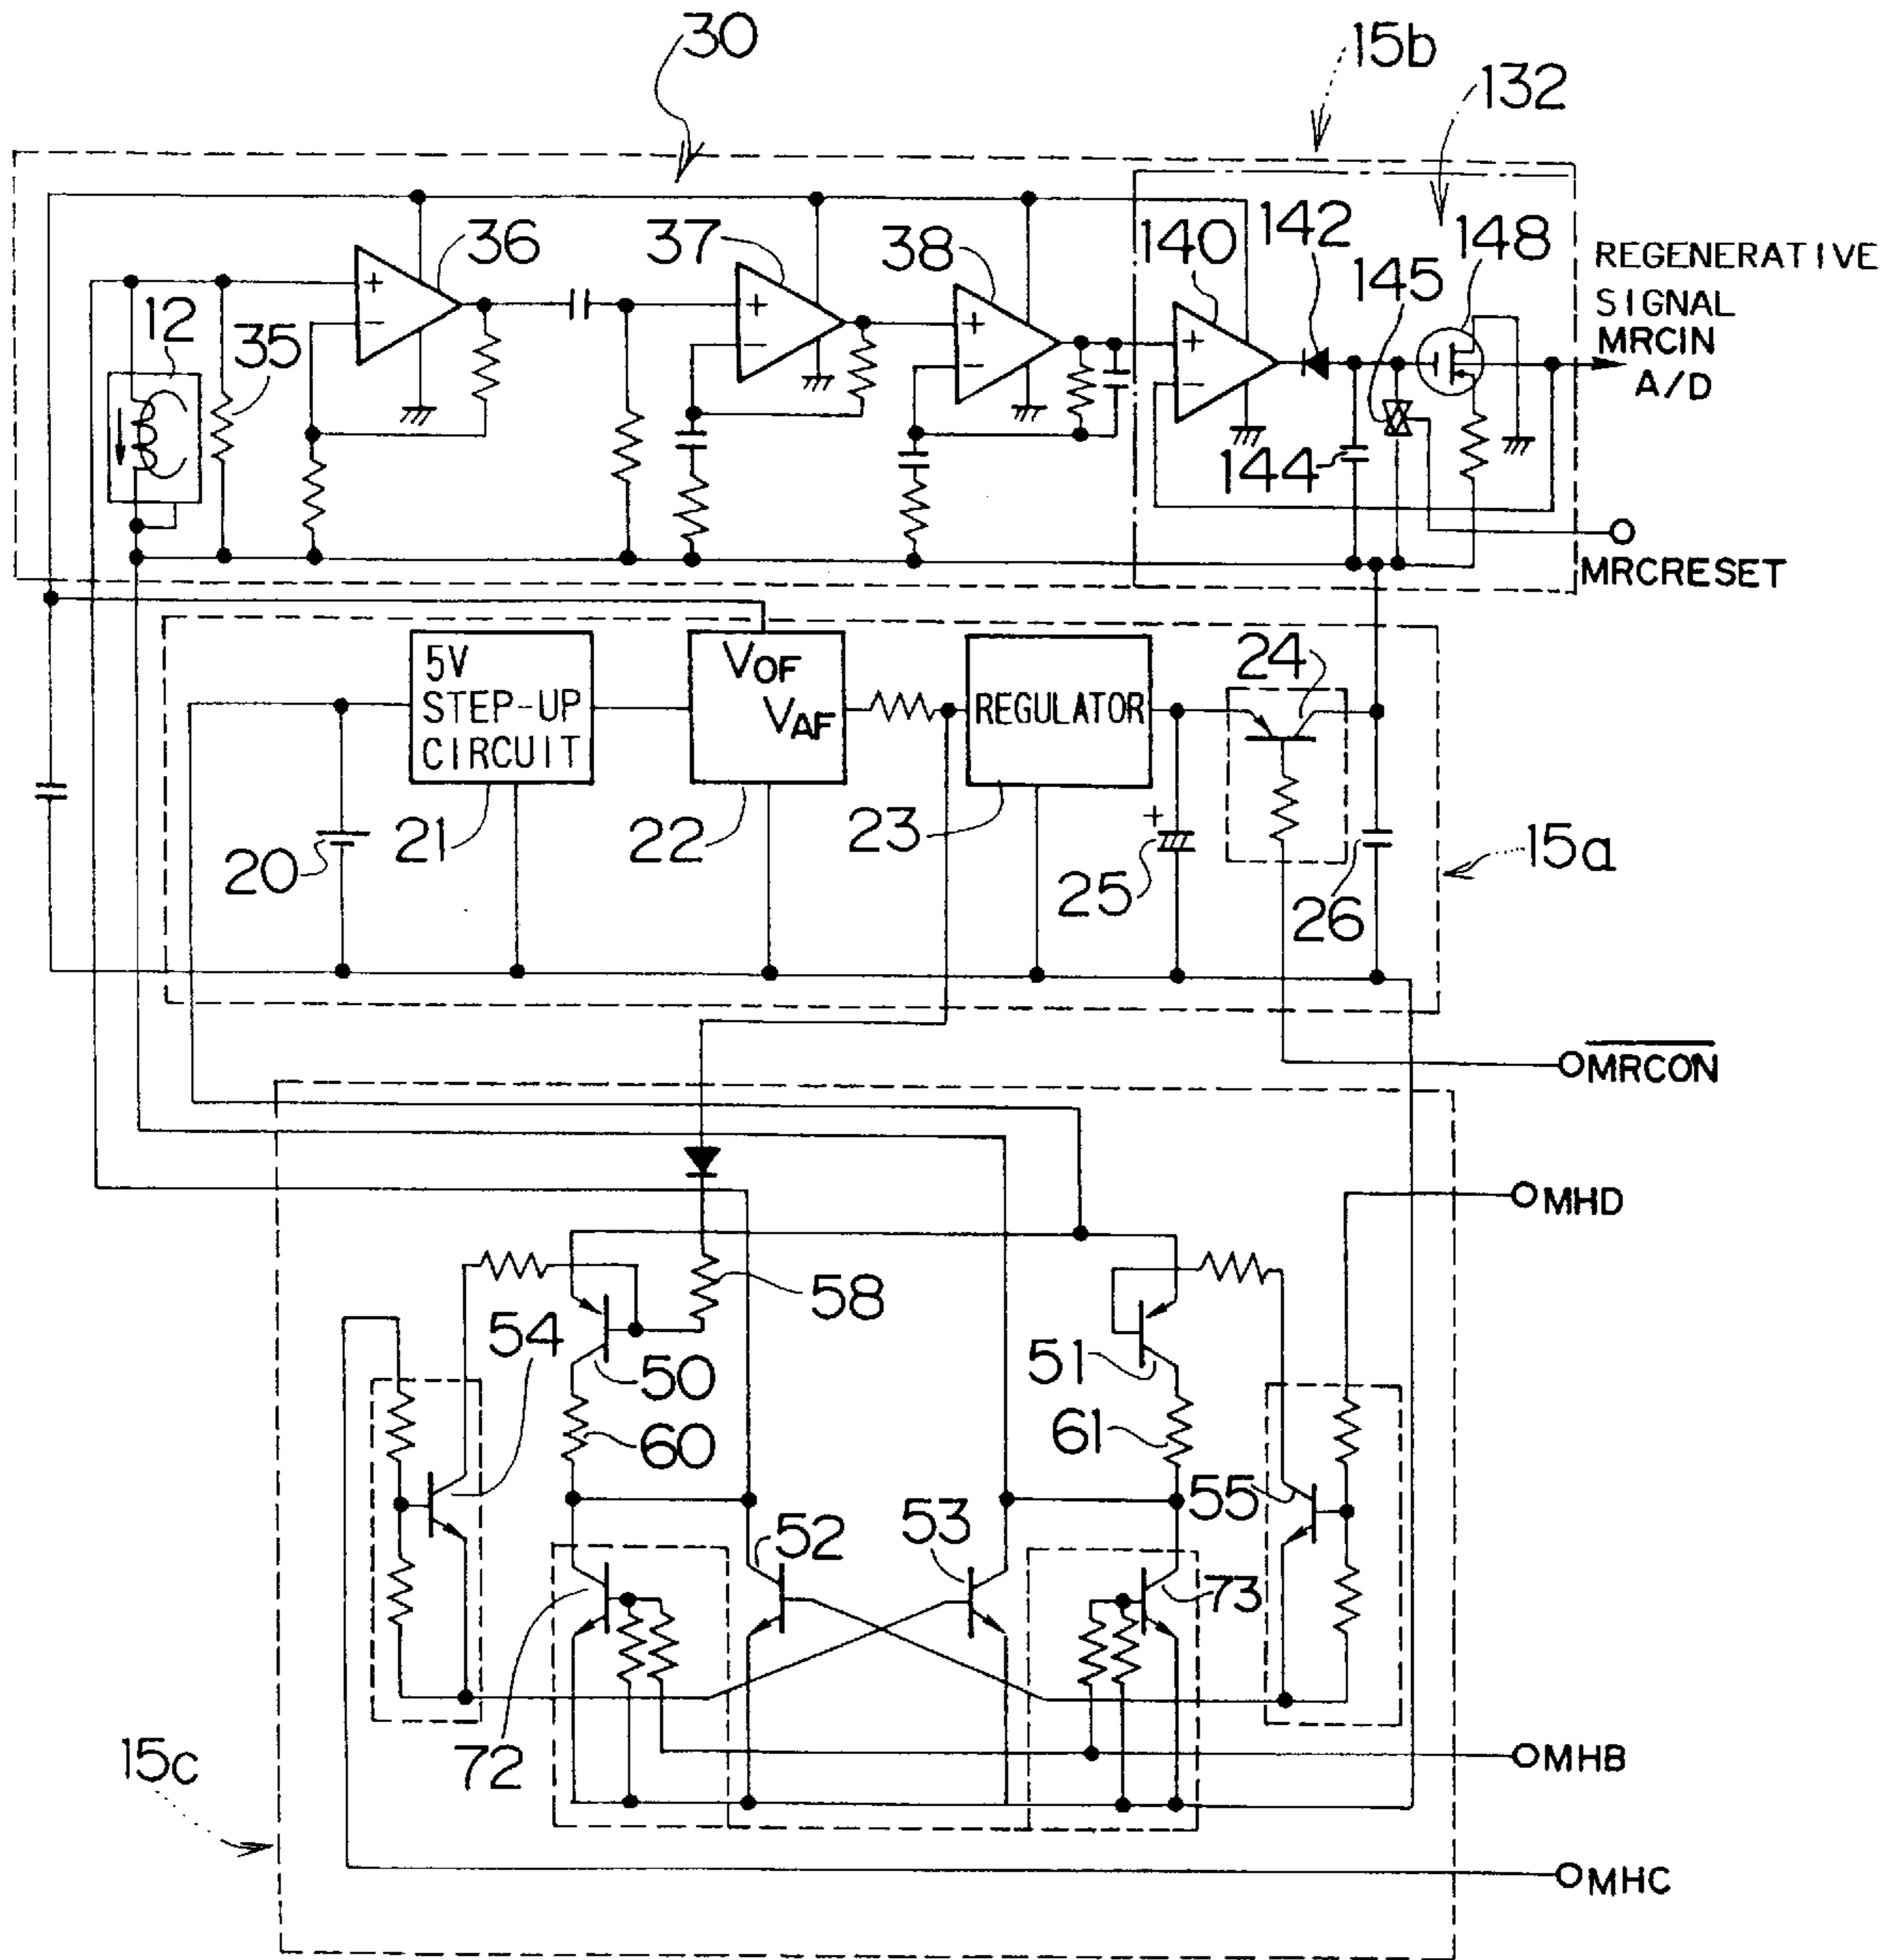 30
15b
132
36
37
38
140
142
148
145
REGENERATIVE
SIGNAL
MRCIN
A/D
12
35
144
MRCRESET
5V
STEP-UP
CIRCUIT
VOF
VAF
REGULATOR
24
20
21
22
23
25
26
15a
MRCON
MHD
58
54
50
51
60
61
55
52
53
73
72
15c
MHB
MHC